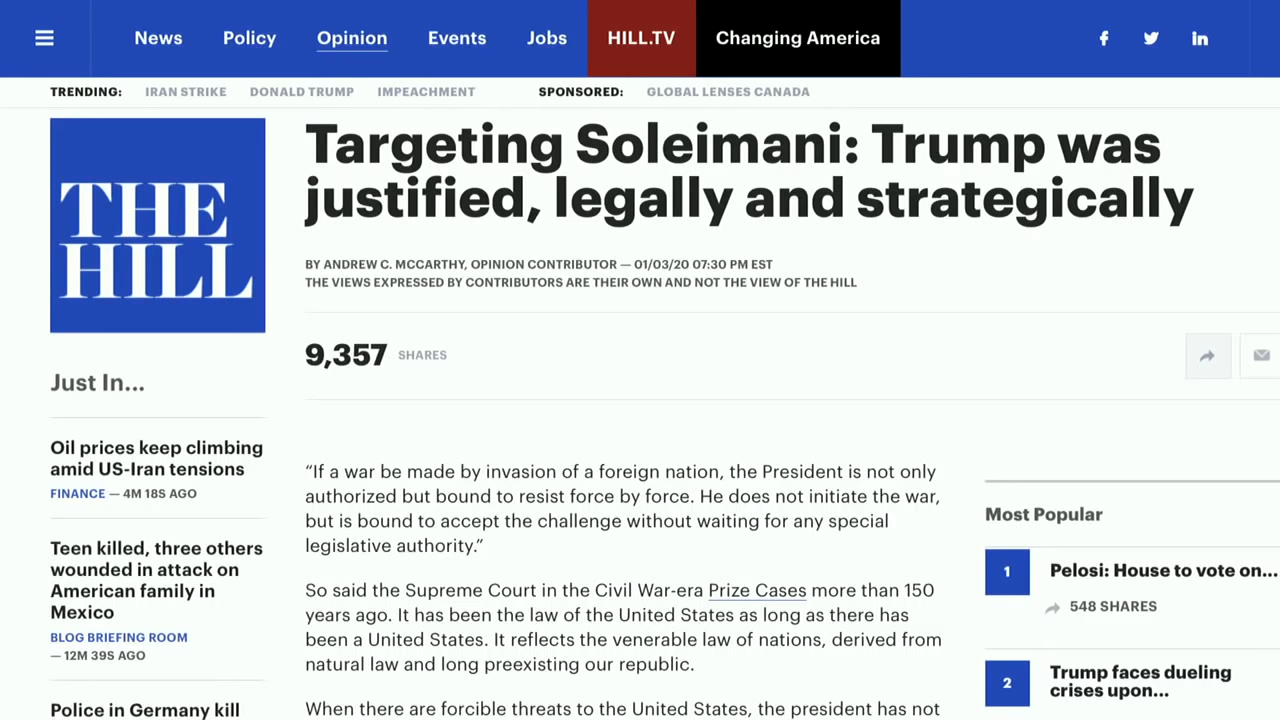 News Policy Opinion Events Jobs HILL.TV Changing America
TRENDING: IRAN STRIKE DONALD TRUMP IMPEACHMENT SPONSORED: GLOBAL LENSES CANADA
THE
HILL
Targeting Soleimani: Trump was
justified, legally and strategically
BY ANDREW C. MCCARTHY, OPINION CONTRIBUTOR — 01/03/20 07:30 PM EST
THE VIEWS EXPRESSED BY CONTRIBUTORS ARE THEIR OWN AND NOT THE VIEW OF THE HILL
9,357 SHARES
Just In...
Oil prices keep climbing
amid US-Iran tensions
FINANCE — 4M 18S AGO
Teen killed, three others
wounded in attack on
American family in
Mexico
BLOG BRIEFING ROOM
— 12M 39S AGO
Police in Germany kill
“If a war be made by invasion of a foreign nation, the President is not only
authorized but bound to resist force by force. He does not initiate the war,
but is bound to accept the challenge without waiting for any special
legislative authority.”
So said the Supreme Court in the Civil War-era Prize Cases more than 150
years ago. It has been the law of the United States as long as there has
been a United States. It reflects the venerable law of nations, derived from
natural law and long preexisting our republic.
When there are forcible threats to the United States, the president has not
Most Popular
1 Pelosi: House to vote on...
548 SHARES
2 Trump faces dueling
crises upon...